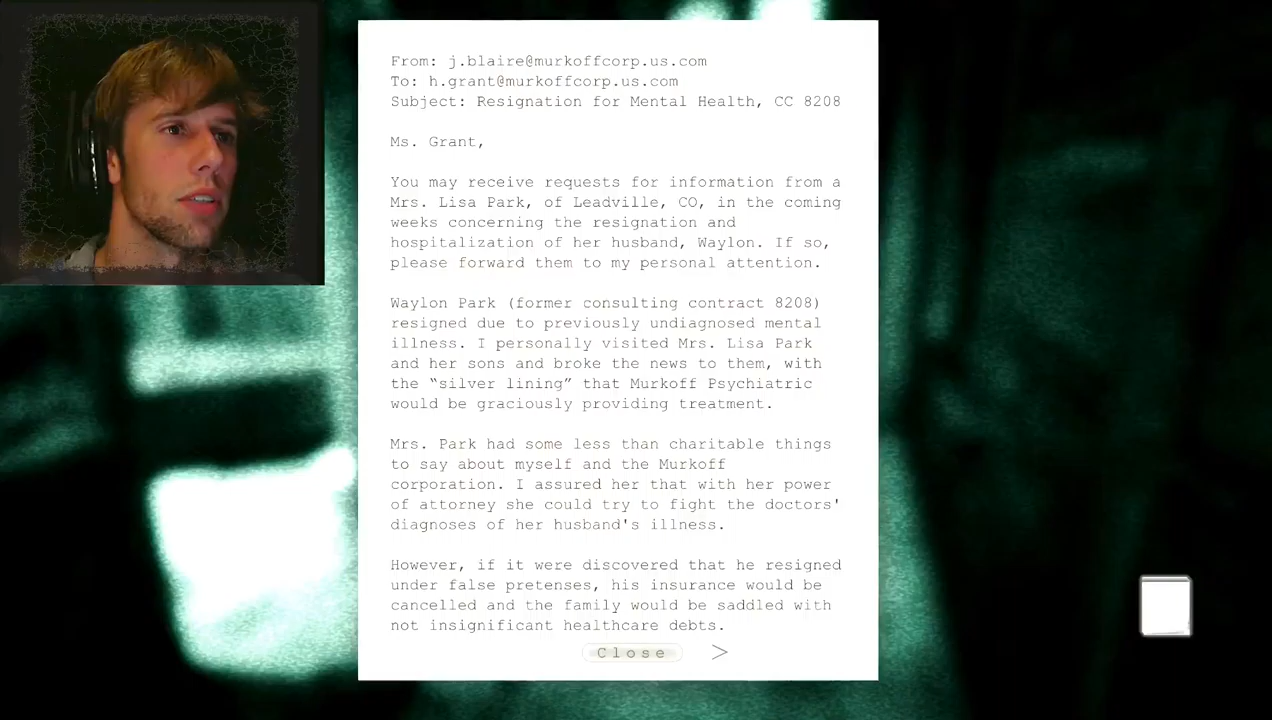 From: j.blaire@murkoffcorp.us.com
To: h.grant@murkoffcorp.us.com
Subject: Resignation for Mental Health, CC 8208
Ms. Grant,
You may receive requests for information from a
Mrs. Lisa Park, of Leadville, CO, in the coming
weeks concerning the resignation and
hospitalization of her husband, Waylon. If so,
please forward them to my personal attention.
Waylon Park (former consulting contract 8208)
resigned due to previously undiagnosed mental
illness. I personally visited Mrs. Lisa Park
and her sons and broke the news to them, with
the “silver lining” that Murkoff Psychiatric
would be graciously providing treatment.
Mrs. Park had some less than charitable things
to say about myself and the Murkoff
corporation. I assured her that with her power
of attorney she could try to fight the doctors'
diagnoses of her husband's illness.
However, if it were discovered that he resigned
under false pretenses, his insurance would be
cancelled and the family would be saddled with
not insignificant healthcare debts.
Close >